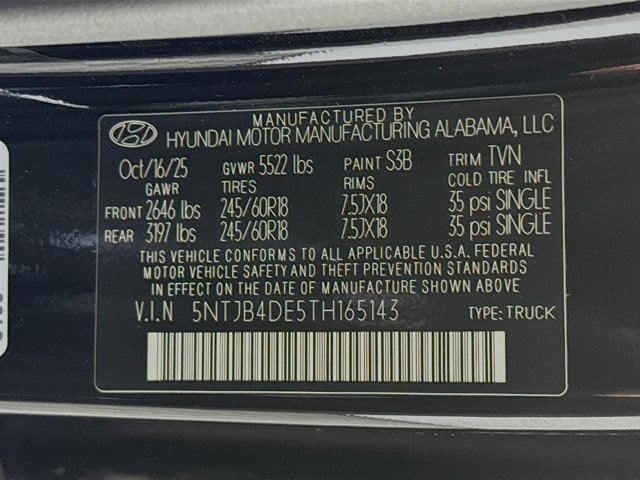 MANUFACTURED BY
HYUNDAI MOTOR MANUFACTURING ALABAMA, LLC
Oct/16/25 GVWR 5522 lbs PAINT S3B TRIM TVN
GAWR TIRES RIMS COLD TIRE INFL
FRONT 2646 lbs 245/60R18 7.5JX18 35 psi SINGLE
REAR 3197 lbs 245/60R18 7.5JX18 35 psi SINGLE
THIS VEHICLE CONFORMS TO ALL APPLICABLE U.S.A. FEDERAL
MOTOR VEHICLE SAFETY AND THEFT PREVENTION STANDARDS
IN EFFECT ON THE DATE OF MANUFACTURE SHOWN ABOVE.
V.I.N 5NTJB4DE5TH165143 TYPE: TRUCK